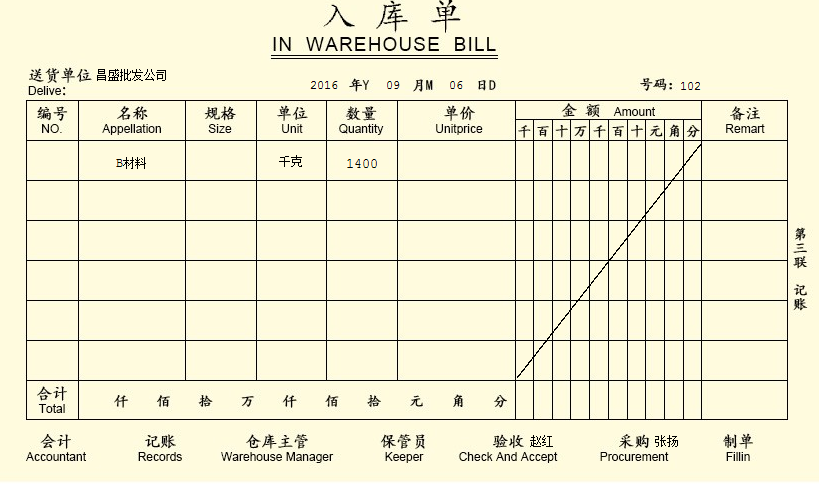 入库单
IN WAREHOUSE BILL
送货单位 昌盛批发公司
Delive:
2016 年Y 09 月M 06 日D
号码: 102
编号 名称 规格 单位 数量 单价 金额 Amount 备注
NO. Appellation Size Unit Quantity Unitprice 千 百 十 万 千 百 十 元 角 分 Remart
B材料 千克 1400
合计 仟 佰 拾 万 仟 佰 拾 元 角 分
Total
第三联 记账
会计 记账 仓库主管 保管员 验收 赵红 采购 张扬 制单
Accountant Records Warehouse Manager Keeper Check And Accept Procurement Fillin